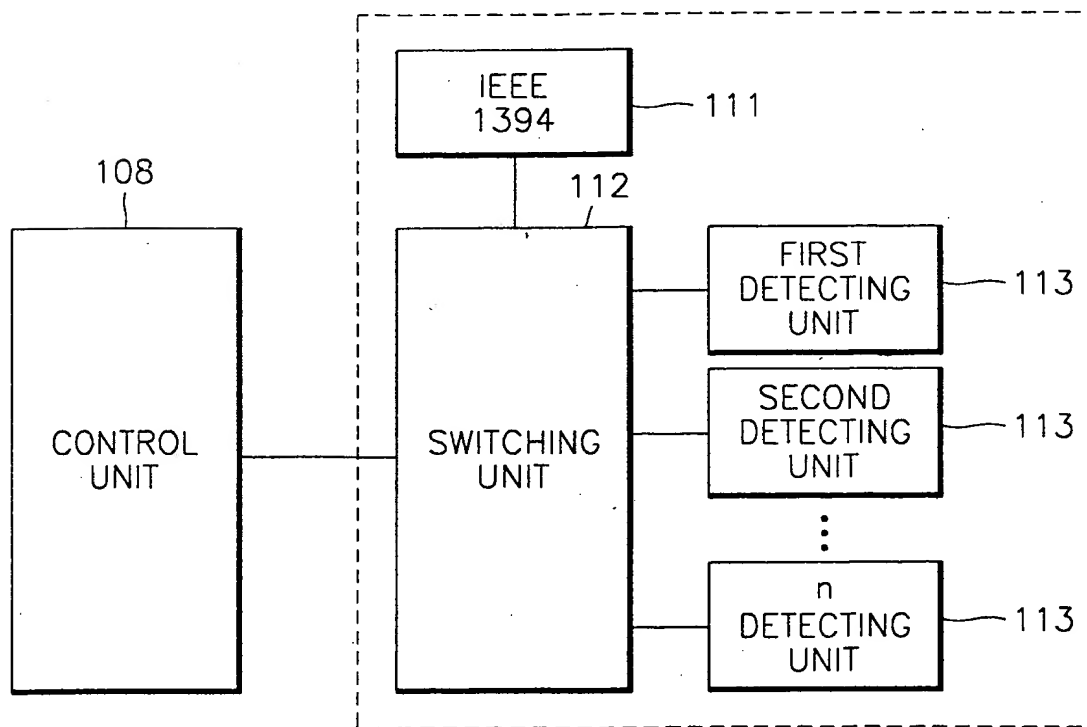 IEEE
1394
111
108
112
CONTROL
UNIT
SWITCHING
UNIT
FIRST
DETECTING
UNIT
113
SECOND
DETECTING
UNIT
113
n
DETECTING
UNIT
113